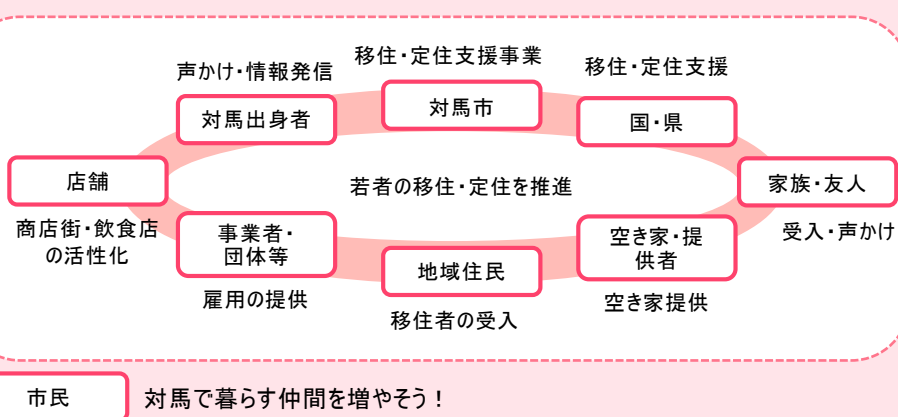 移住・定住支援事業
声かけ・情報発信
移住・定住支援
対馬出身者
対馬市
国・県
店舗
若者の移住・定住を推進
家族・友人
商店街・飲食店
の活性化
事業者・
団体等
地域住民
空き家・提
供者
受入・声かけ
雇用の提供
移住者の受入
空き家提供
市民
対馬で暮らす仲間を増やそう！